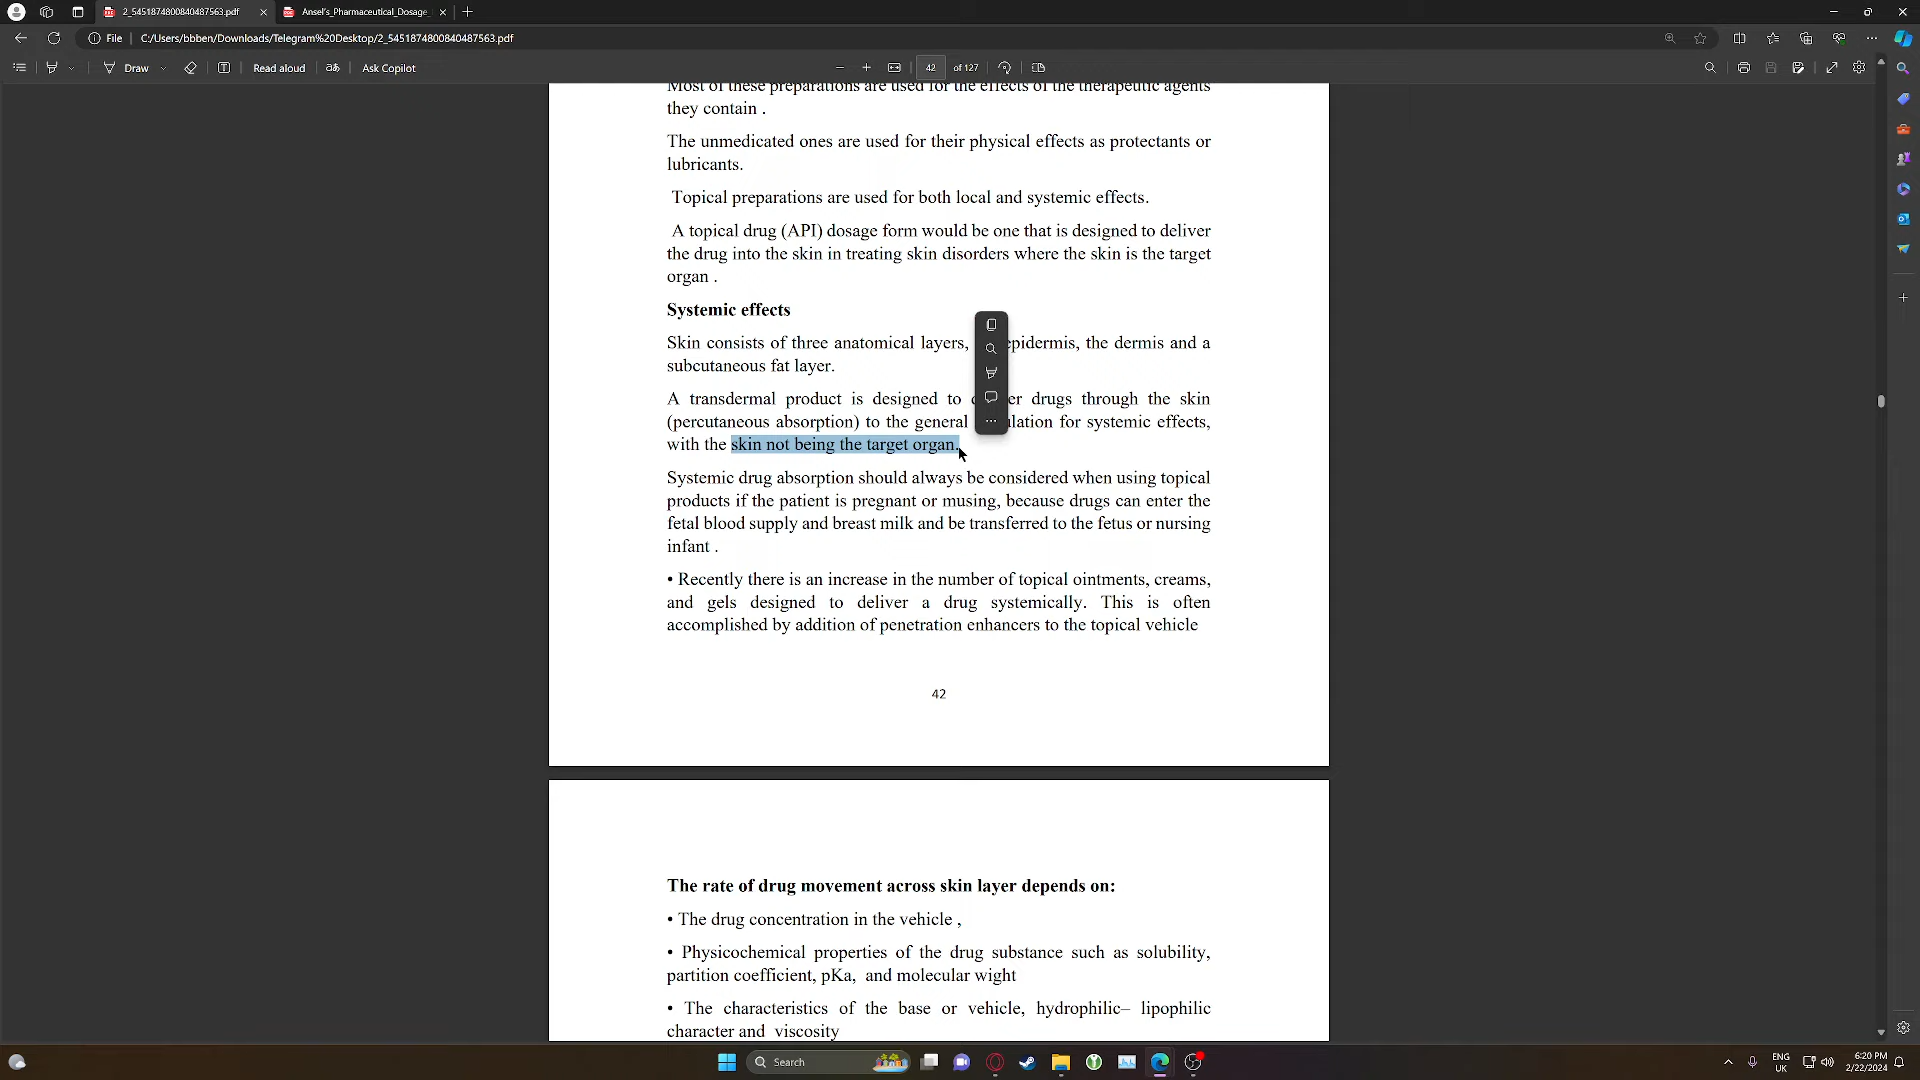 2_5451874800840487563.pdf
Ansel's_Pharmaceutical_Dosage_
File
C:/Users/bbben/Downloads/Telegram%20Desktop/2_5451874800840487563.pdf
Draw
Read aloud
Ask Copilot
42
of 127
Most of these preparations are used for the effects of the therapeutic agents
they contain .
The unmedicated ones are used for their physical effects as protectants or
lubricants.
Topical preparations are used for both local and systemic effects.
A topical drug (API) dosage form would be one that is designed to deliver
the drug into the skin in treating skin disorders where the skin is the target
organ .
Systemic effects
Skin consists of three anatomical layers, epidermis, the dermis and a
subcutaneous fat layer.
A transdermal product is designed to drugs through the skin
(percutaneous absorption) to the general for systemic effects,
with the skin not being the target organ.
Systemic drug absorption should always be considered when using topical
products if the patient is pregnant or musing, because drugs can enter the
fetal blood supply and breast milk and be transferred to the fetus or nursing
infant .
• Recently there is an increase in the number of topical ointments, creams,
and gels designed to deliver a drug systemically. This is often
accomplished by addition of penetration enhancers to the topical vehicle
42
The rate of drug movement across skin layer depends on:
• The drug concentration in the vehicle ,
• Physicochemical properties of the drug substance such as solubility,
partition coefficient, pKa, and molecular wight
• The characteristics of the base or vehicle, hydrophilic– lipophilic
character and viscosity
Search
ENG
UK
6:20 PM
2/22/2024